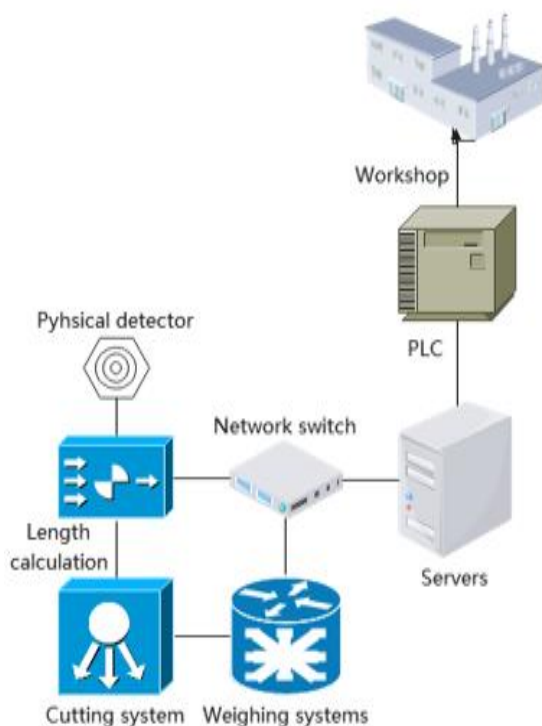 Workshop
Pyhsical detector
PLC
Network switch
Length
calculation
Servers
Cutting system
Weighing systems